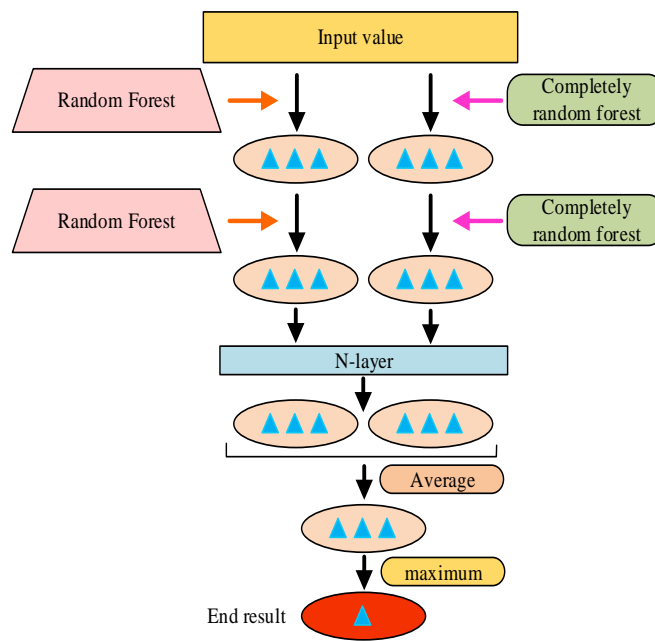 Input value
Random Forest
Completely
random forest
Random Forest
Completely
random forest
N-layer
Average
maximum
End result